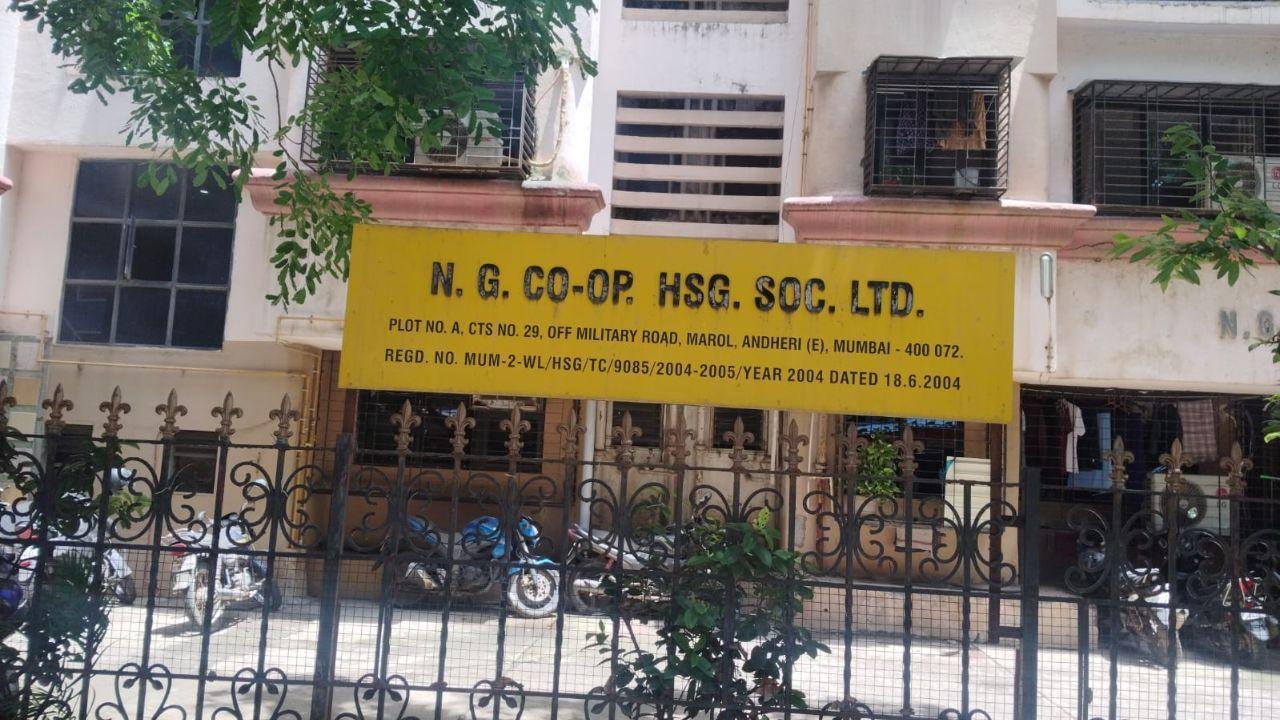 N. G. CO-OP. HSG. SOC. LTD.
PLOT NO. A, CTS NO. 29, OFF MILITARY ROAD, MAROL, ANDHERI (E), MUMBAI - 400 072.
REGD. NO. MUM-2-WL/HSG/TC/9085/2004-2005/YEAR 2004 DATED 18.6.2004
N.G